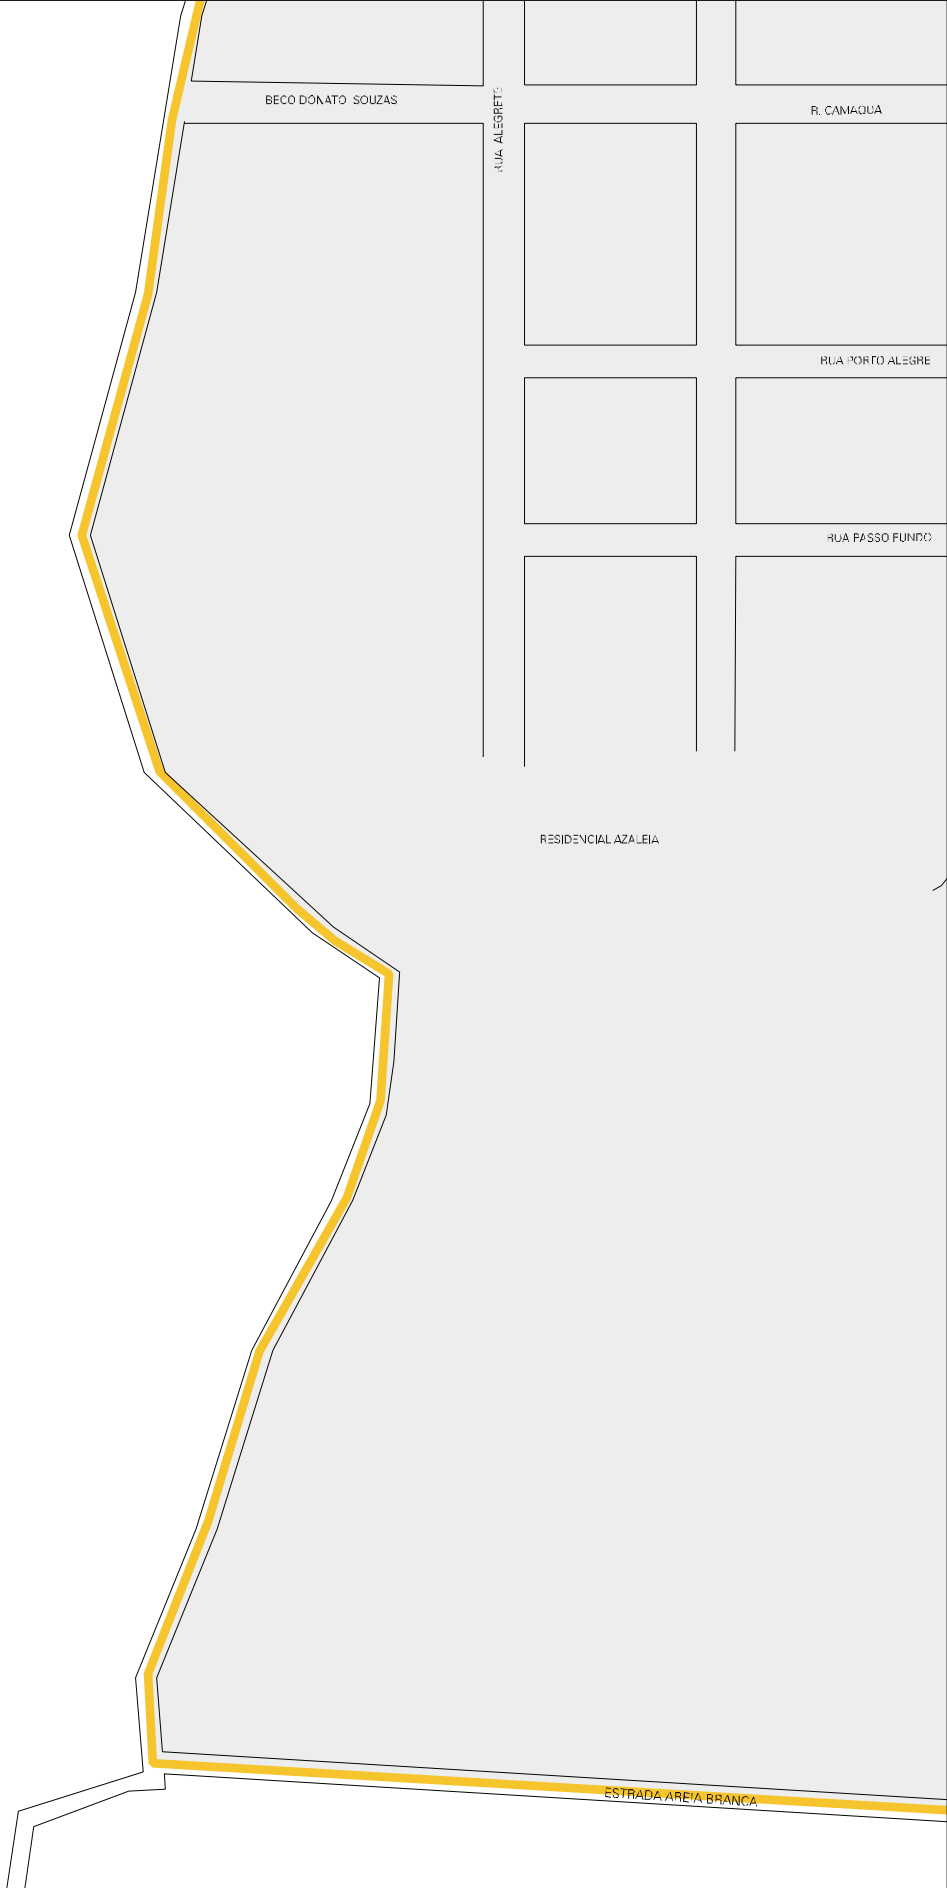 BECO DONATO SOUZAS
RUA ALEGRETE
R. CAMAQUA
RUA PORTO ALEGRE
RUA PASSO FUNDO
RESIDENCIAL AZALEIA
ESTRADA AREIA BRANCA